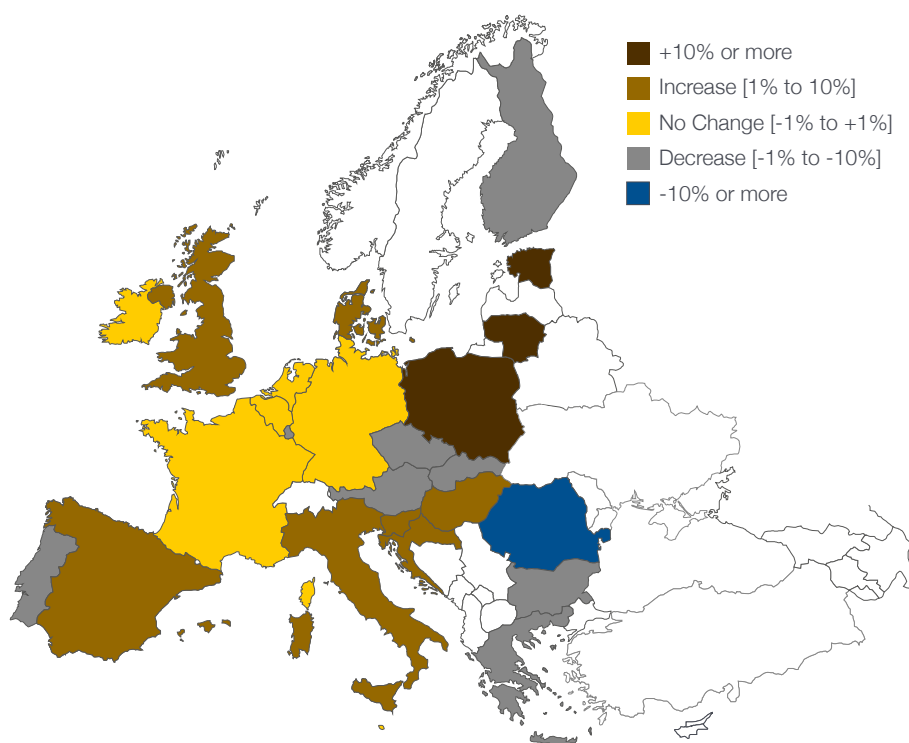 +10% or more
Increase [1% to 10%]
No Change [-1% to +1%]
Decrease [-1% to -10%]
-10% or more